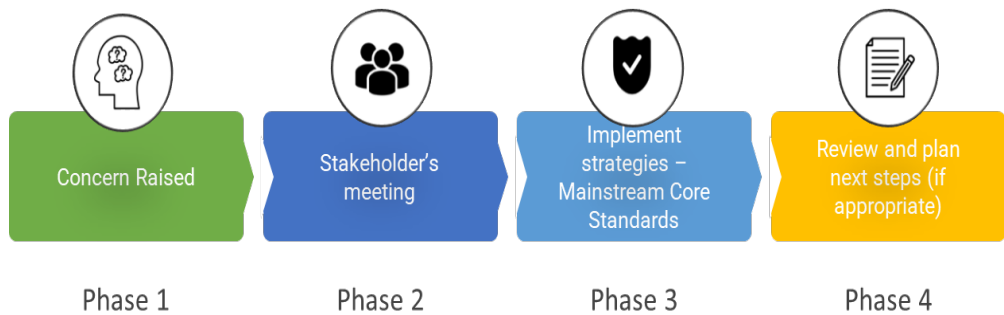 Concern Raised
Stakeholder's
meeting
Implement
strategies –
Mainstream Core
Standards
Review and plan
next steps (if
appropriate)
Phase 1
Phase 2
Phase 3
Phase 4